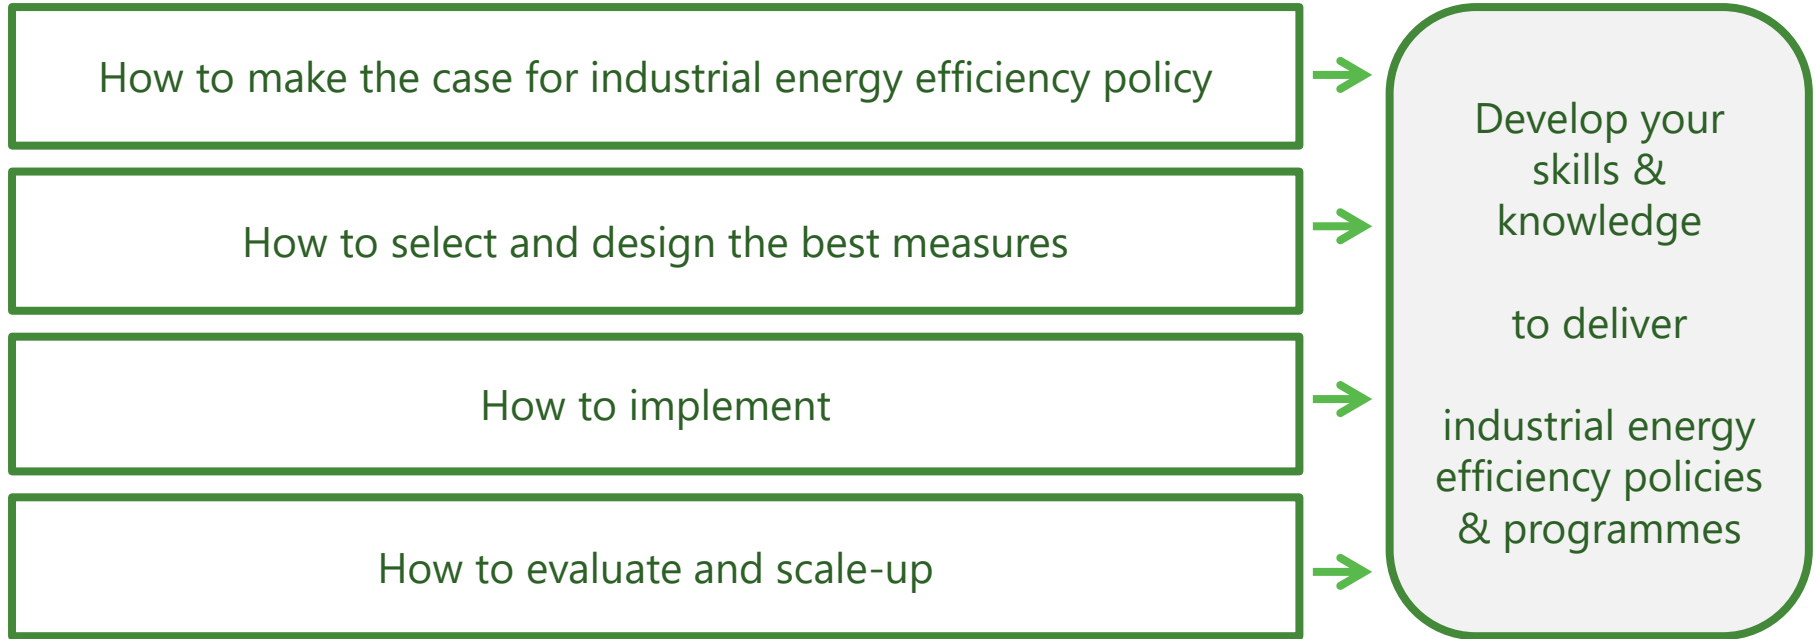 How to make the case for industrial energy efficiency policy
How to select and design the best measures
How to implement
How to evaluate and scale-up
Develop your
skills &
knowledge
to deliver
industrial energy
efficiency policies
& programmes